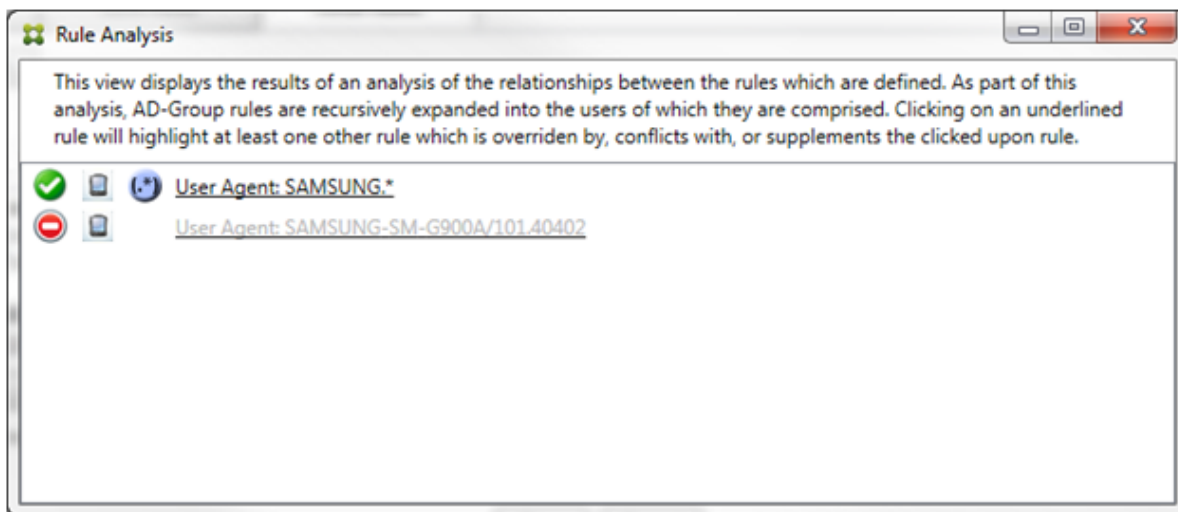 Rule Analysis
This view displays the results of an analysis of the relationships between the rules which are defined. As part of this
analysis, AD-Group rules are recursively expanded into the users of which they are comprised. Clicking on an underlined
rule will highlight at least one other rule which is overriden by, conflicts with, or supplements the clicked upon rule.
(.*) User Agent: SAMSUNG.*
User Agent: SAMSUNG-SM-G900A/101.40402